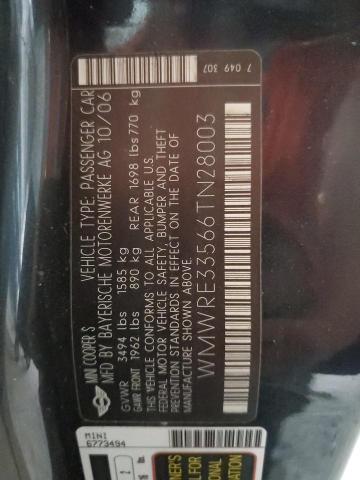 MINI COOPER S VEHICLE TYPE: PASSENGER CAR
MFD BY BAYERISCHE MOTORENWERKE AG 10/06
GVWR 3494 lbs 1585 kg
GAWR FRONT 1962 lbs 890 kg REAR 1698 lbs 770 kg
THIS VEHICLE CONFORMS TO ALL APPLICABLE U.S.
FEDERAL MOTOR VEHICLE SAFETY, BUMPER AND THEFT
PREVENTION STANDARDS IN EFFECT ON THE DATE OF
MANUFACTURE SHOWN ABOVE.
WMWRE33566TN28003
7 049 307
MINI
6773494